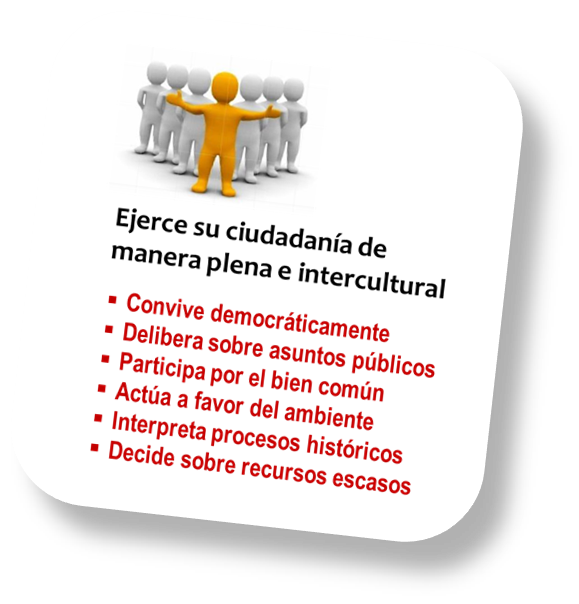 Ejerce su ciudadanía de
manera plena e intercultural
▪ Convive democráticamente
▪ Delibera sobre asuntos públicos
▪ Participa por el bien común
▪ Actúa a favor del ambiente
▪ Interpreta procesos históricos
▪ Decide sobre recursos escasos